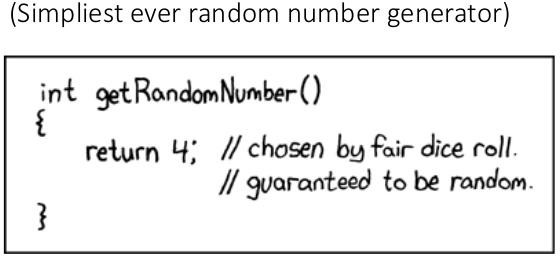 (Simpliest ever random number generator)
int getRandomNumber()
{
return 4; // chosen by fair dice roll.
// guaranteed to be random.
}